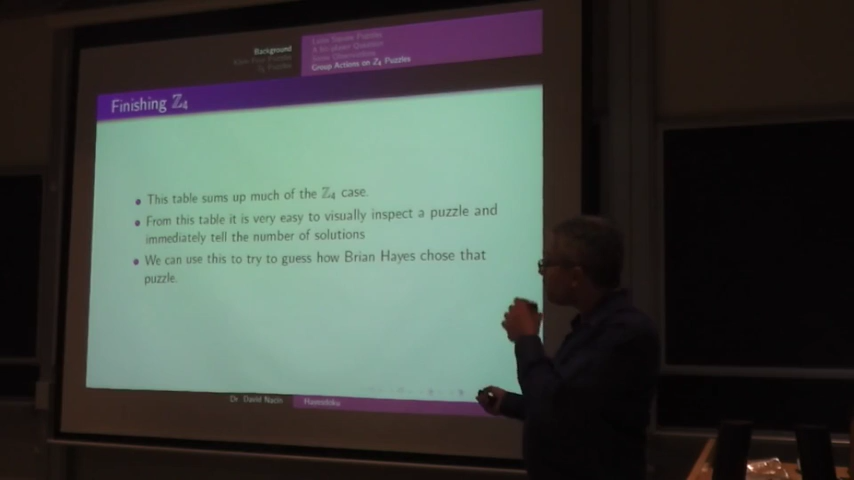 Background
Group Actions on ℤ₄ Puzzles
Finishing ℤ₄
This table sums up much of the ℤ₄ case.
From this table it is very easy to visually inspect a puzzle and
immediately tell the number of solutions
We can use this to try to guess how Brian Hayes chose that
puzzle.
Dr. David Nacin